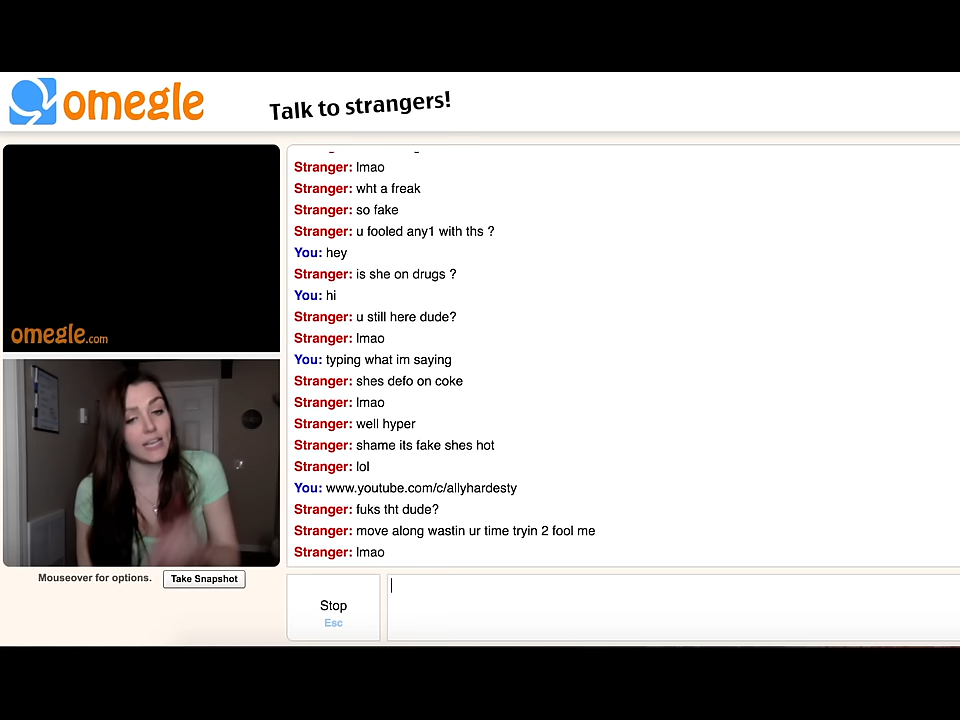 omegle
Talk to strangers!
Stranger: lmao
Stranger: wht a freak
Stranger: so fake
Stranger: u fooled any1 with ths ?
You: hey
Stranger: is she on drugs ?
You: hi
Stranger: u still here dude?
Stranger: lmao
You: typing what im saying
Stranger: shes defo on coke
Stranger: lmao
Stranger: well hyper
Stranger: shame its fake shes hot
Stranger: lol
You: www.youtube.com/c/allyhardesty
Stranger: fuks tht dude?
Stranger: move along wastin ur time tryin 2 fool me
Stranger: lmao
omegle.com
Mouseover for options.
Take Snapshot
Stop
Esc